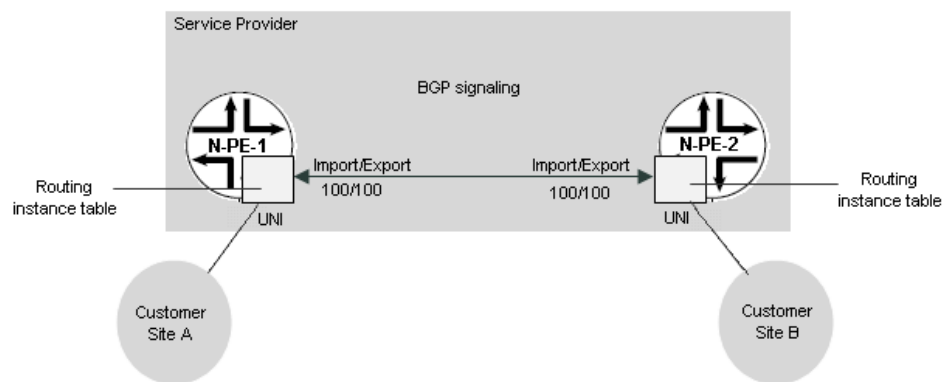 Service Provider
BGP signaling
N-PE-1
N-PE-2
Import/Export
Import/Export
100/100
100/100
Routing
instance table
Routing
instance table
UNI
UNI
Customer
Site A
Customer
Site B